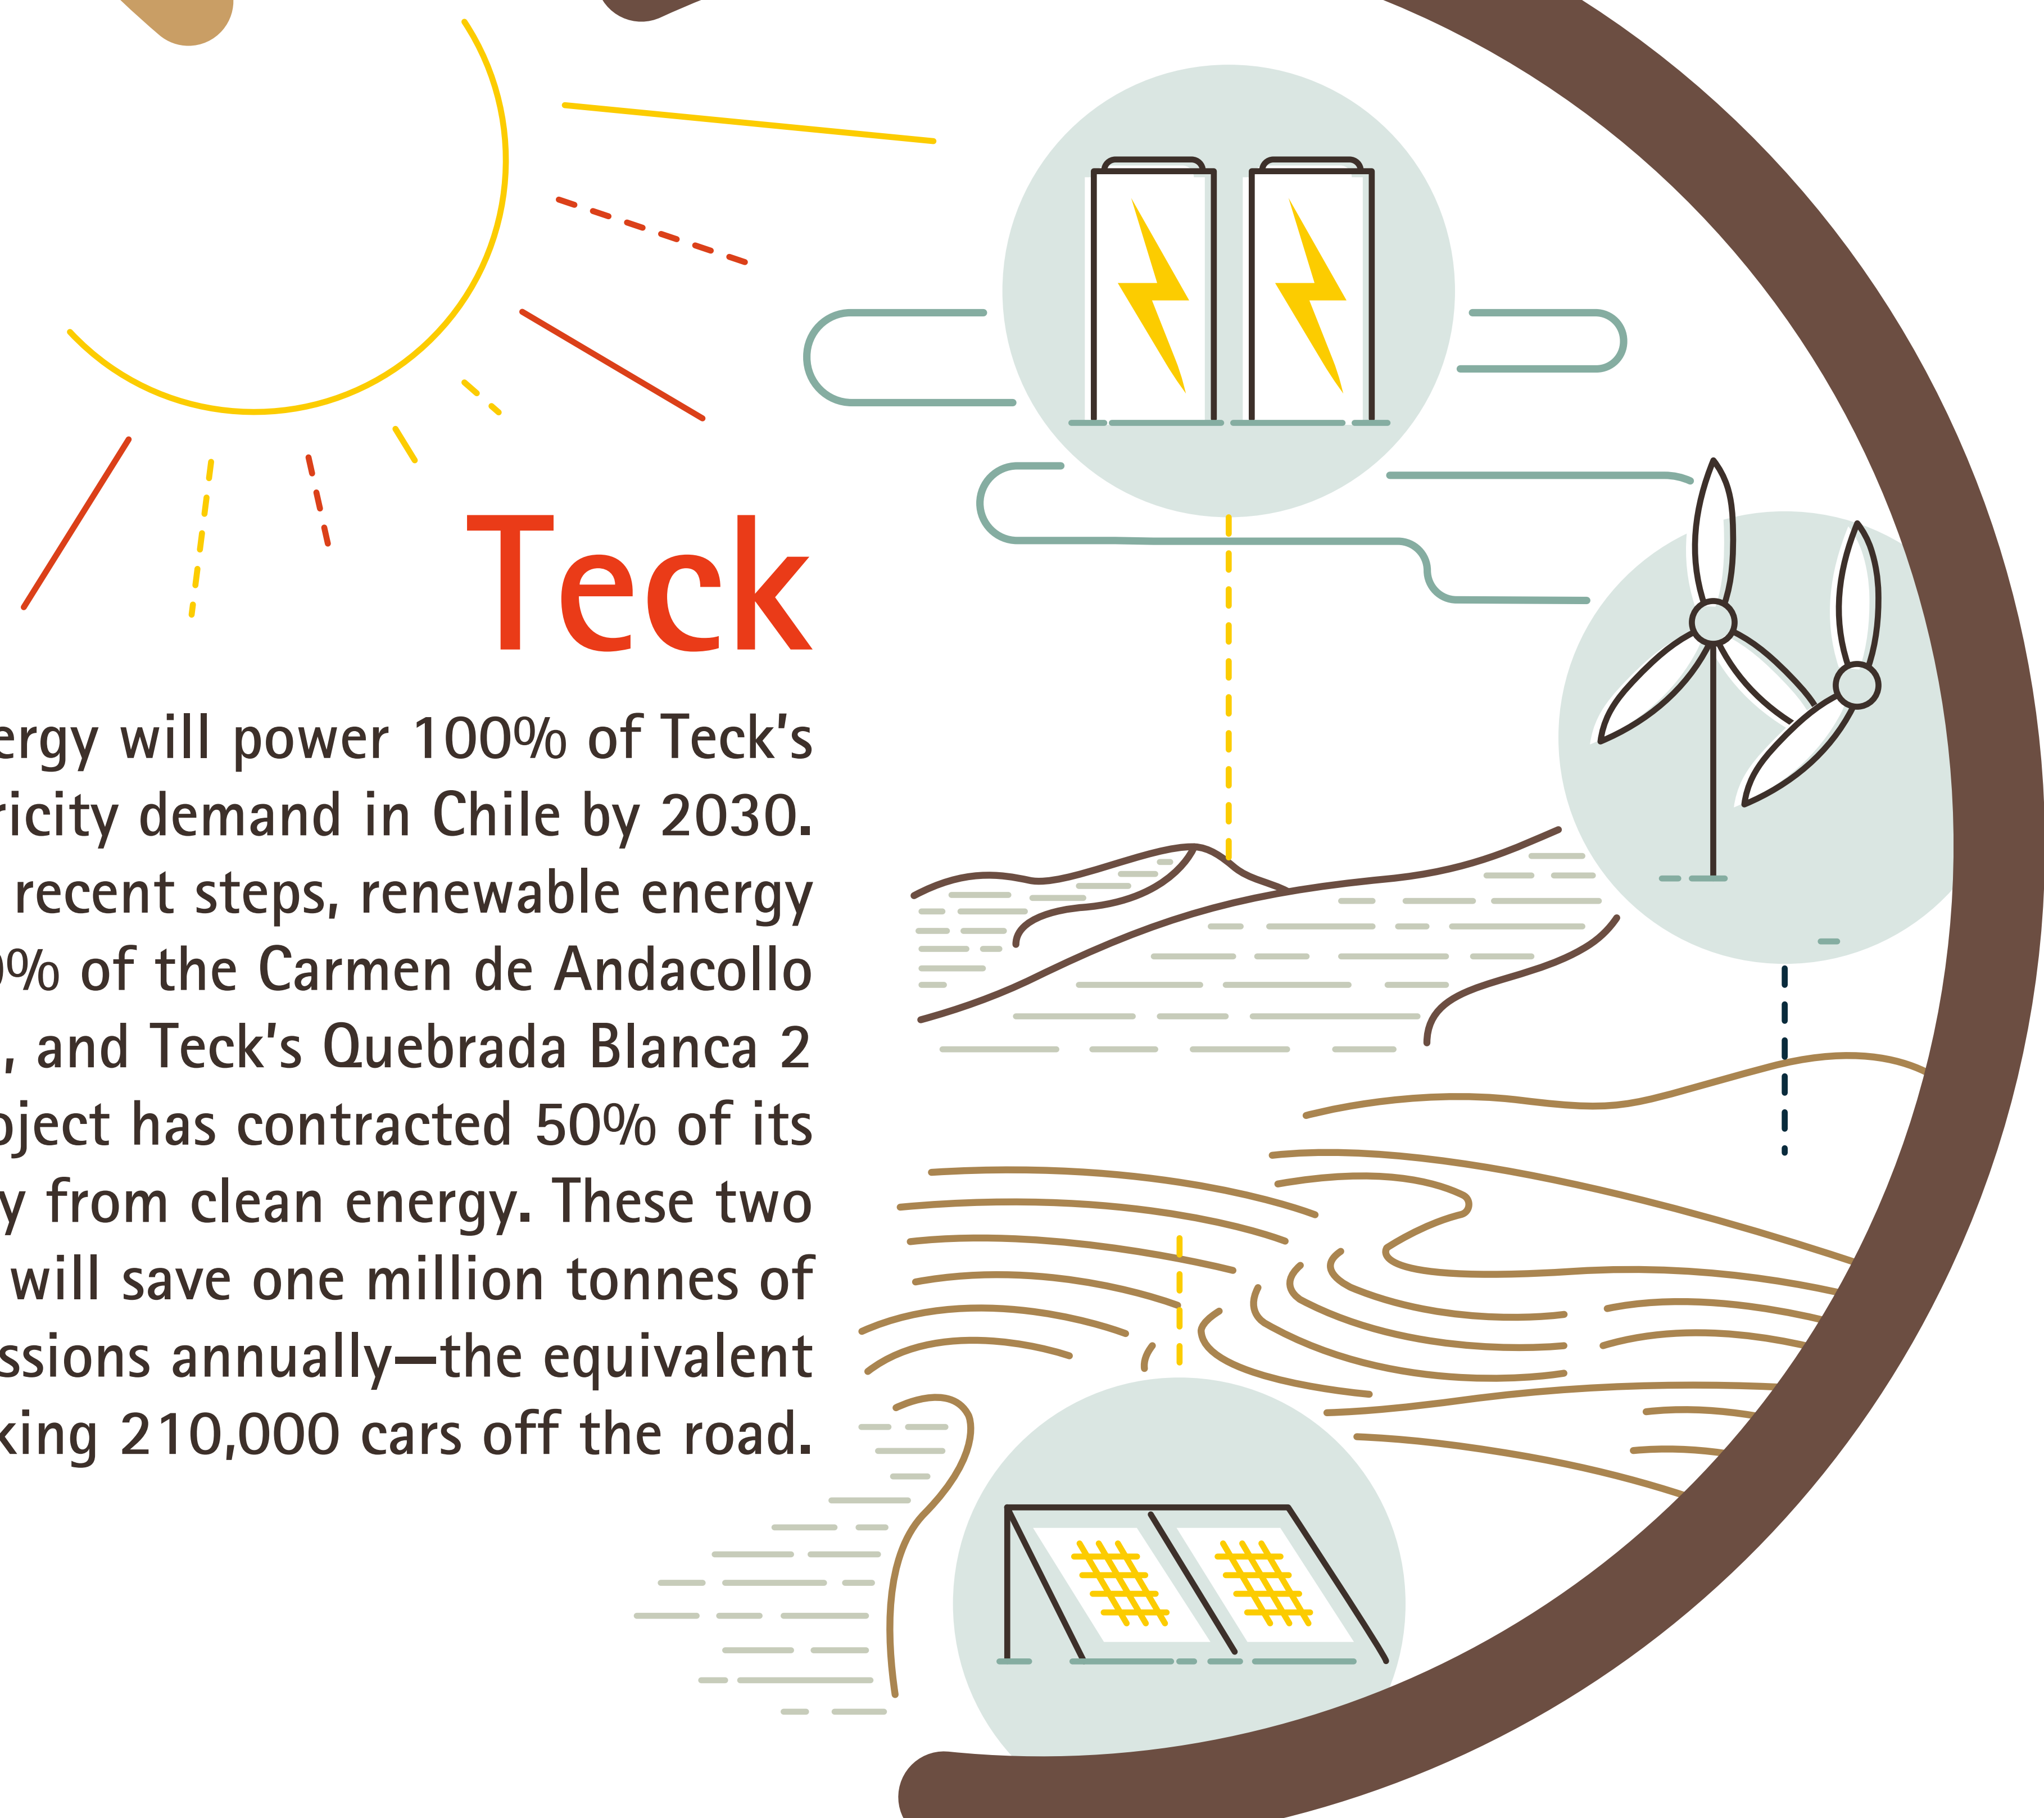 Teck
ergy will power 100% of Teck's
ricity demand in Chile by 2030.
recent steps, renewable energy
0% of the Carmen de Andacollo
, and Teck's Quebrada Blanca 2
oject has contracted 50% of its
y from clean energy. These two
will save one million tonnes of
ssions annually—the equivalent
king 210,000 cars off the road.